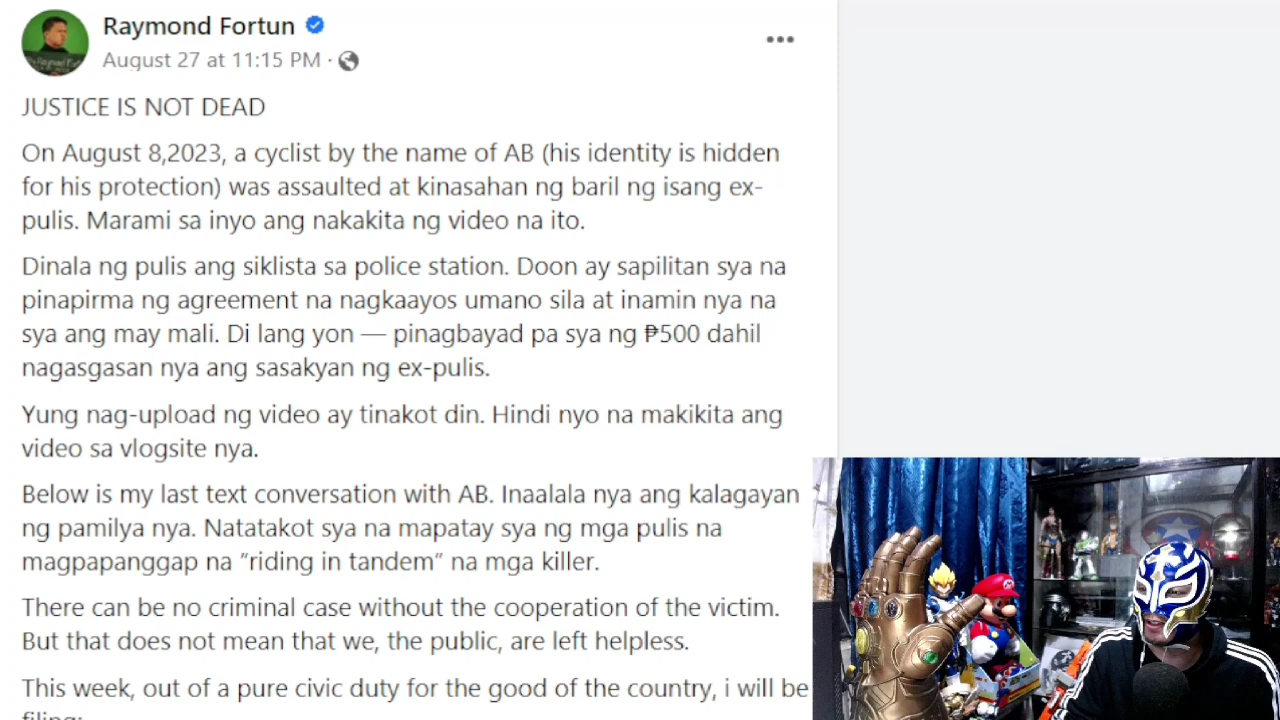 Raymond Fortun
August 27 at 11:15 PM ·
JUSTICE IS NOT DEAD
On August 8,2023, a cyclist by the name of AB (his identity is hidden
for his protection) was assaulted at kinasahan ng baril ng isang ex-
pulis. Marami sa inyo ang nakakita ng video na ito.
Dinala ng pulis ang siklista sa police station. Doon ay sapilitan sya na
pinapirma ng agreement na nagkaayos umano sila at inamin nya na
sya ang may mali. Di lang yon — pinagbayad pa sya ng ₱500 dahil
nagasgasan nya ang sasakyan ng ex-pulis.
Yung nag-upload ng video ay tinakot din. Hindi nyo na makikita ang
video sa vlogsite nya.
Below is my last text conversation with AB. Inaalala nya ang kalagayan
ng pamilya nya. Natatakot sya na mapatay sya ng mga pulis na
magpapanggap na “riding in tandem” na mga killer.
There can be no criminal case without the cooperation of the victim.
But that does not mean that we, the public, are left helpless.
This week, out of a pure civic duty for the good of the country, i will be
filing: